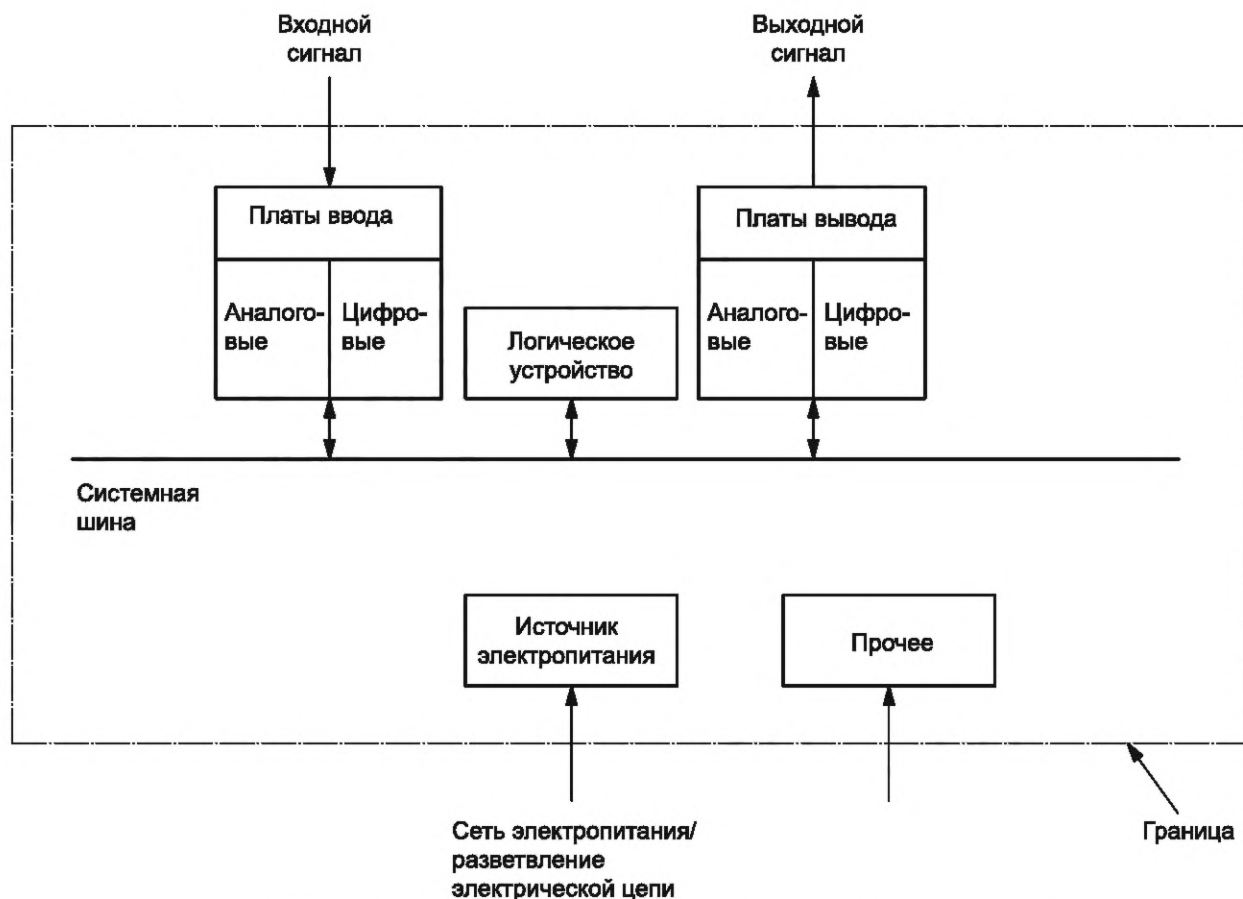 Входной
сигнал
Выходной
сигнал
Платы ввода
Аналого-
вые
Цифро-
вые
Логическое
устройство
Платы вывода
Аналого-
вые
Цифро-
вые
Системная
шина
Источник
электропитания
Прочее
Сеть электропитания/
разветвление
электрической цепи
Граница